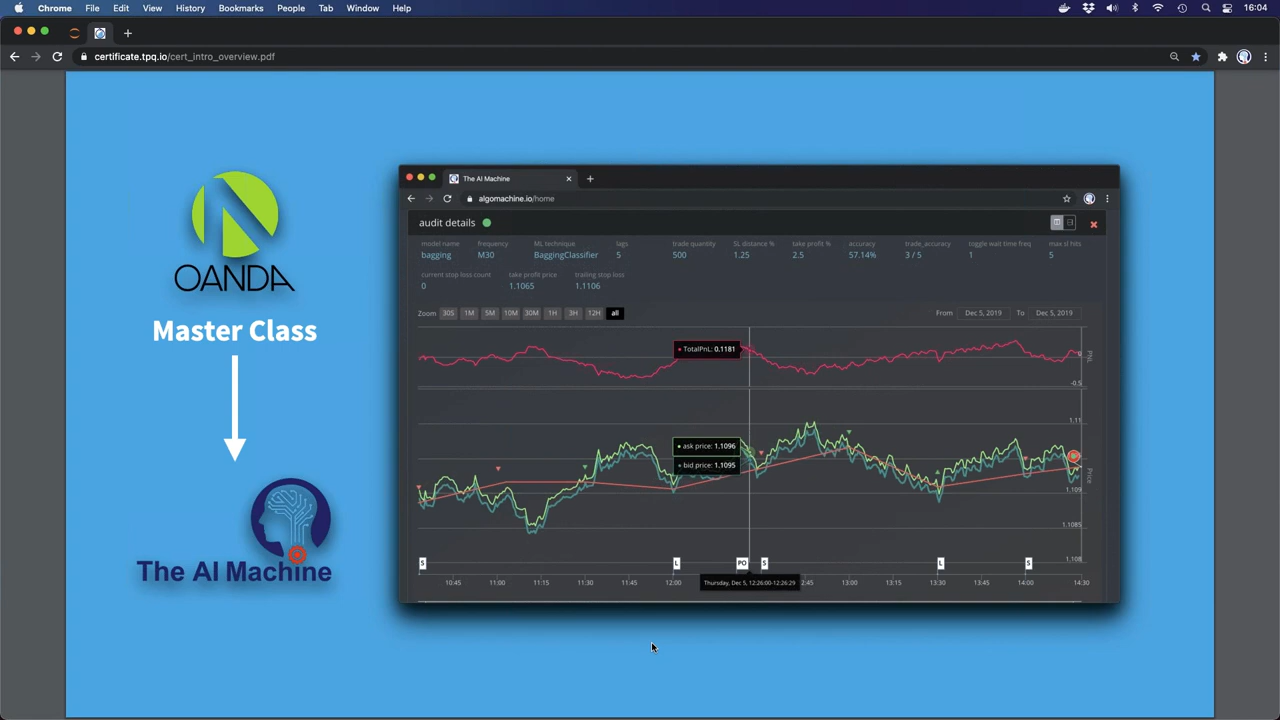 Chrome File Edit View History Bookmarks People Tab Window Help 16:04
certificate.tpq.io/cert_intro_overview.pdf
OANDA
Master Class
The AI Machine
The AI Machine
algomachine.io/home
audit details
model name frequency ML technique lags trade quantity SL distance % take profit % accuracy trade_accuracy toggle wait time freq max sl hits
bagging M30 BaggingClassifier 5 500 1.25 2.5 57.14% 3 / 5 1 5
current stop loss count take profit price trailing stop loss
0 1.1065 1.1106
Zoom 30S 1M 5M 10M 30M 1H 3H 12H all From Dec 5, 2019 To Dec 5, 2019
TotalPnL: 0.1181
0
PnL
-0.5
1.11
ask price: 1.1096
bid price: 1.1095
Price
1.109
1.1085
1.108
S L PO S L S
10:45 11:00 11:15 11:30 11:45 12:00 2:45 13:00 13:15 13:30 13:45 14:00 14:15 14:30
Thursday, Dec 5, 12:26:00-12:26:29